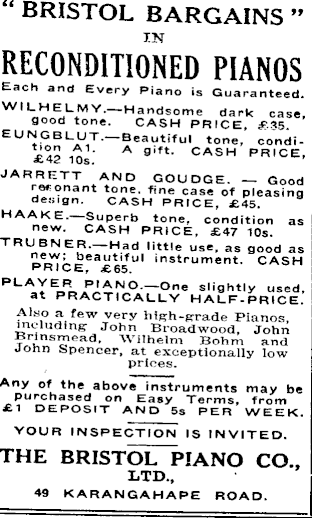 “ BRISTOL BARGAINS ”
IN
RECONDITIONED PIANOS
Each and Every Piano is Guaranteed.
WILHELMY.—Handsome dark case,
good tone. CASH PRICE, £35.
EUNGBLUT.—Beautiful tone, condi-
tion A1. A gift. CASH PRICE,
£42 10s.
JARRETT AND GOUDGE. — Good
resonant tone, fine case of pleasing
design. CASH PRICE, £45.
HAAKE.—Superb tone, condition as
new. CASH PRICE, £47 10s.
TRUBNER.—Had little use, as good as
new; beautiful instrument. CASH
PRICE, £65.
PLAYER PIANO.—One slightly used,
at PRACTICALLY HALF-PRICE.
Also a few very high-grade Pianos,
including John Broadwood, John
Brinsmead, Wilhelm Bohm and
John Spencer, at exceptionally low
prices.
Any of the above instruments may be
purchased on Easy Terms, from
£1 DEPOSIT AND 5s PER WEEK.
YOUR INSPECTION IS INVITED.
THE BRISTOL PIANO CO.,
LTD.,
49 KARANGAHAPE ROAD.